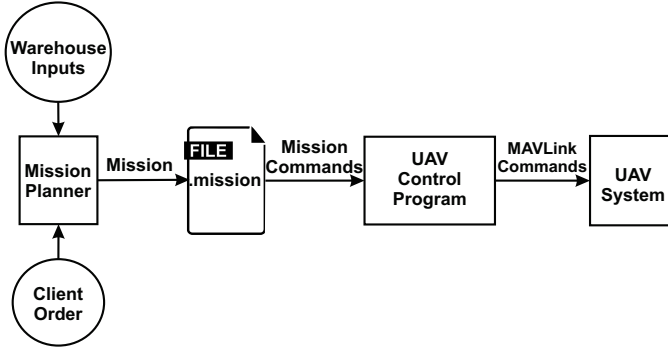 Warehouse
Inputs
Mission
Planner
Mission
FILE
.mission
Mission
Commands
UAV
Control
Program
MAVLink
Commands
UAV
System
Client
Order